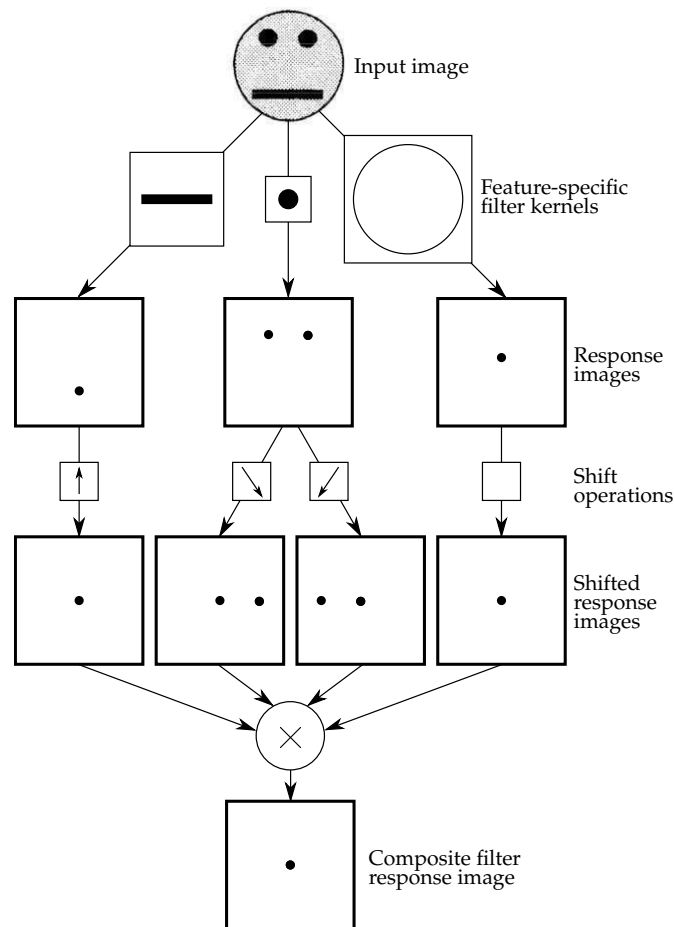 Input image
Feature-specific
filter kernels
Response
images
Shift
operations
Shifted
response
images
Composite filter
response image